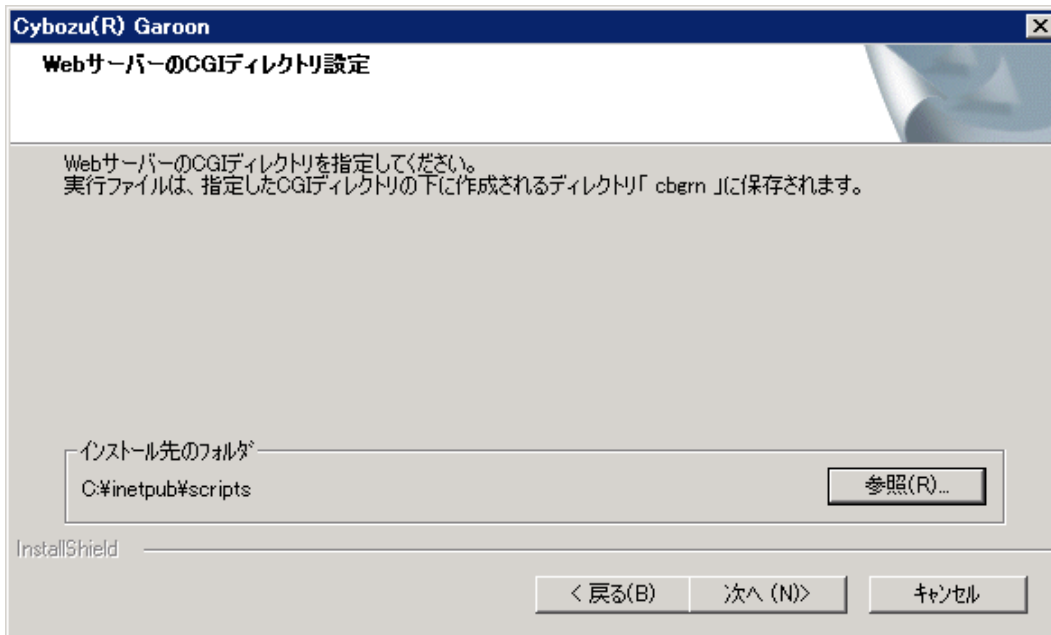 Cybozu(R) Garoon
WebサーバーのCGIディレクトリ設定
WebサーバーのCGIディレクトリを指定してください。
実行ファイルは、指定したCGIディレクトリの下に作成されるディレクトリ「 cbgrn 」に保存されます。
インストール先のフォルダ
C:¥inetpub¥scripts
参照(R)...
InstallShield
< 戻る(B)
次へ (N)>
キャンセル